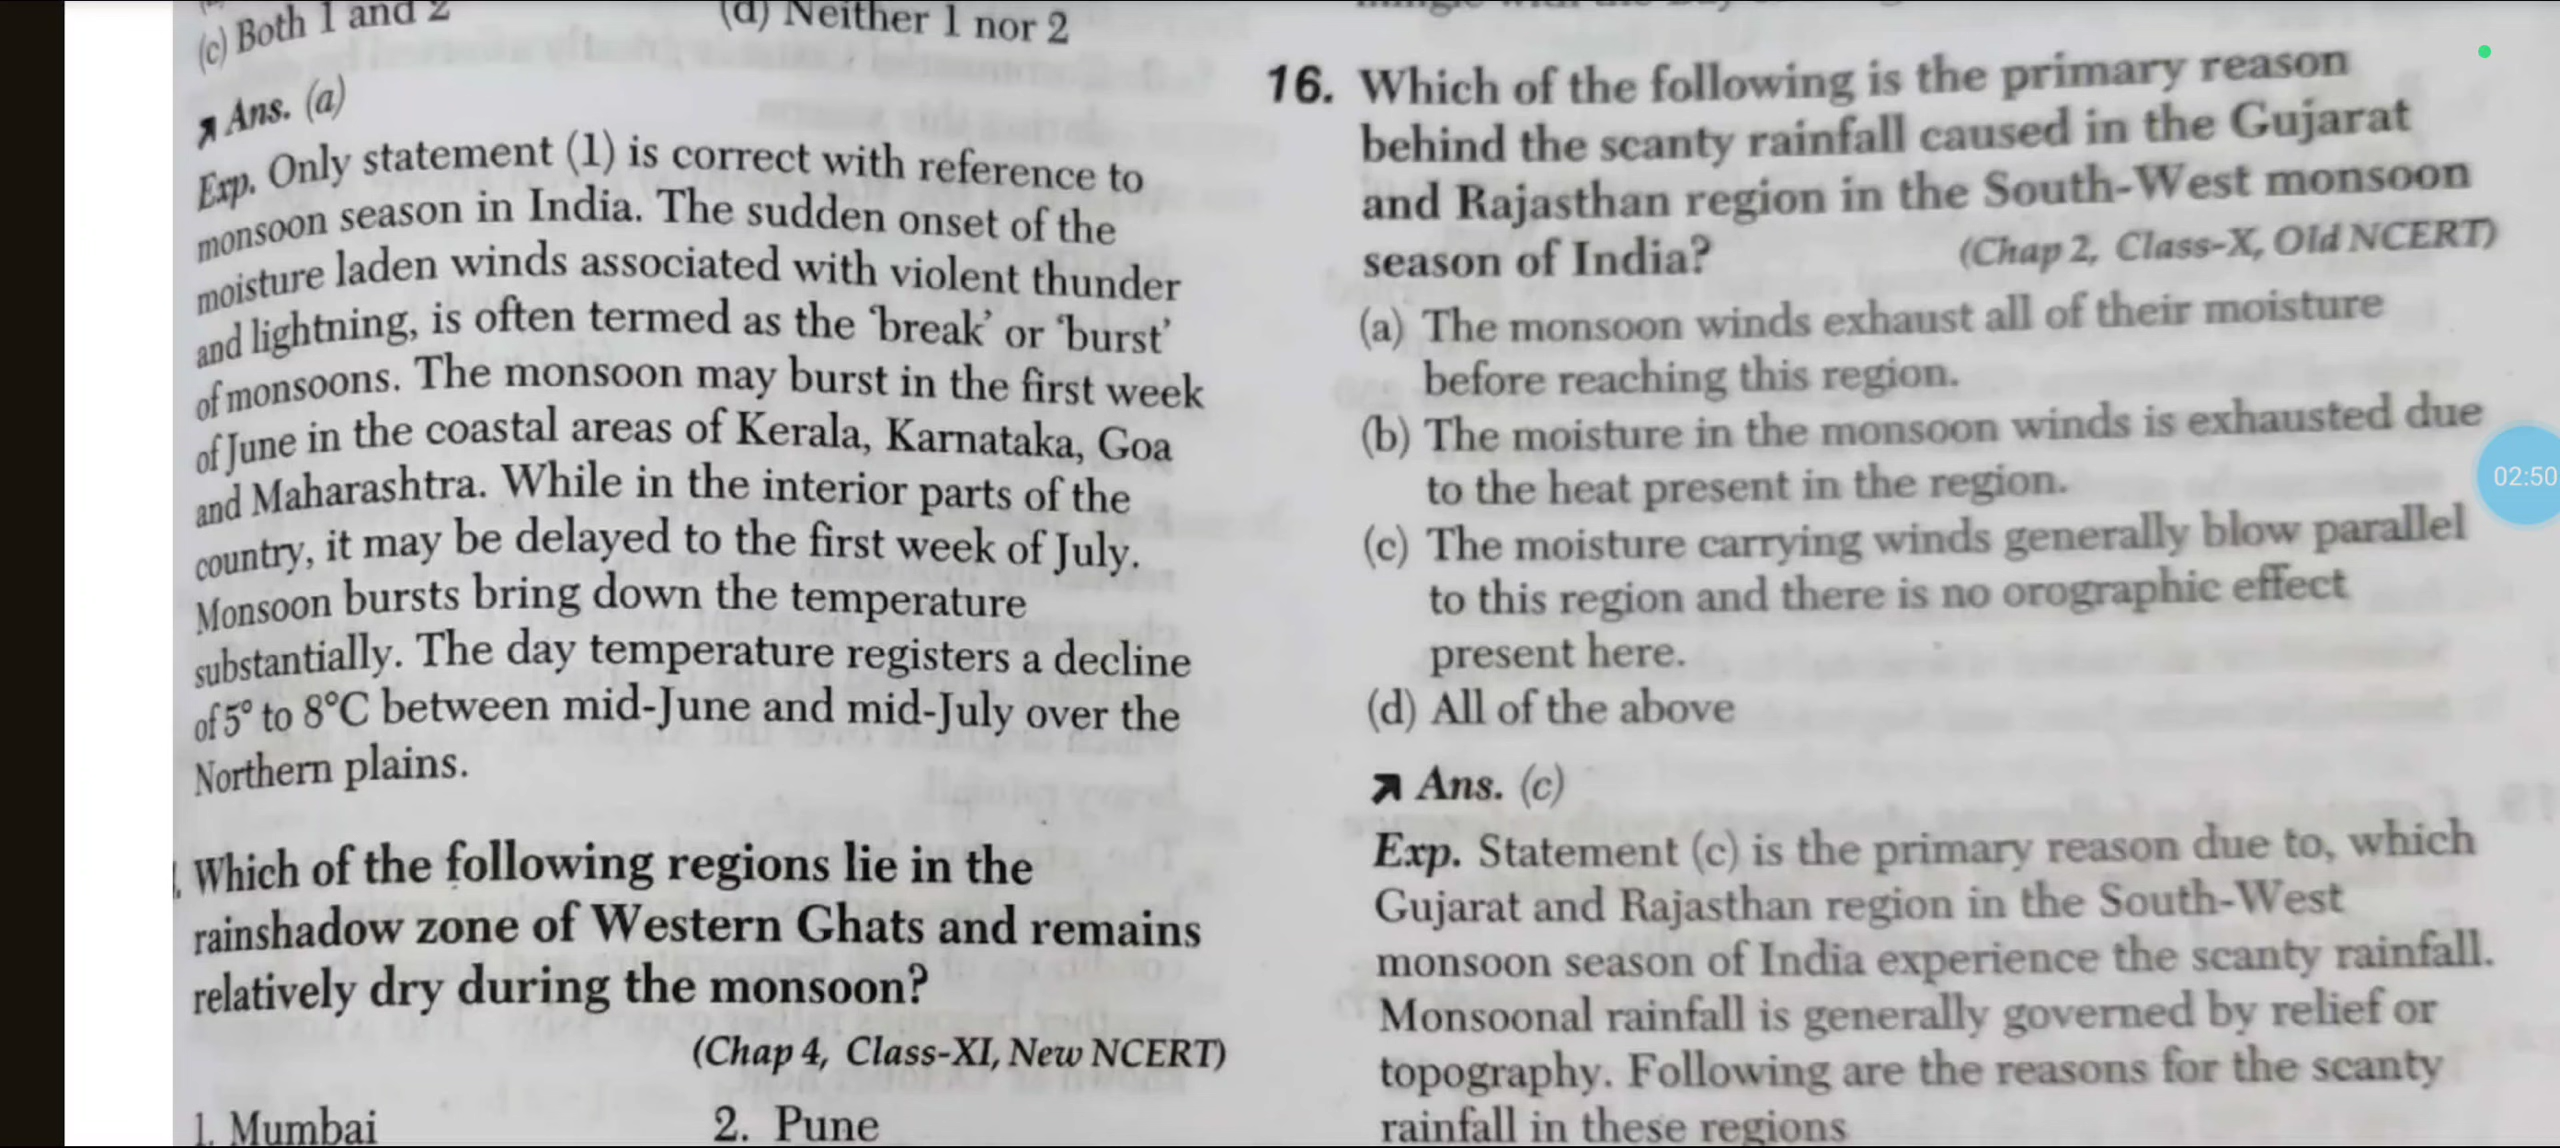 (c) Both 1 and 2 (d) Neither 1 nor 2
Ans. (a)
Exp. Only statement (1) is correct with reference to
monsoon season in India. The sudden onset of the
moisture laden winds associated with violent thunder
and lightning, is often termed as the ‘break’ or ‘burst’
of monsoons. The monsoon may burst in the first week
of June in the coastal areas of Kerala, Karnataka, Goa
and Maharashtra. While in the interior parts of the
country, it may be delayed to the first week of July.
Monsoon bursts bring down the temperature
substantially. The day temperature registers a decline
of 5° to 8°C between mid-June and mid-July over the
Northern plains.
Which of the following regions lie in the
rainshadow zone of Western Ghats and remains
relatively dry during the monsoon?
(Chap 4, Class-XI, New NCERT)
1. Mumbai 2. Pune
16. Which of the following is the primary reason
behind the scanty rainfall caused in the Gujarat
and Rajasthan region in the South-West monsoon
season of India? (Chap 2, Class-X, Old NCERT)
(a) The monsoon winds exhaust all of their moisture
before reaching this region.
(b) The moisture in the monsoon winds is exhausted due
to the heat present in the region.
(c) The moisture carrying winds generally blow parallel
to this region and there is no orographic effect
present here.
(d) All of the above
Ans. (c)
Exp. Statement (c) is the primary reason due to, which
Gujarat and Rajasthan region in the South-West
monsoon season of India experience the scanty rainfall.
Monsoonal rainfall is generally governed by relief or
topography. Following are the reasons for the scanty
rainfall in these regions
02:50